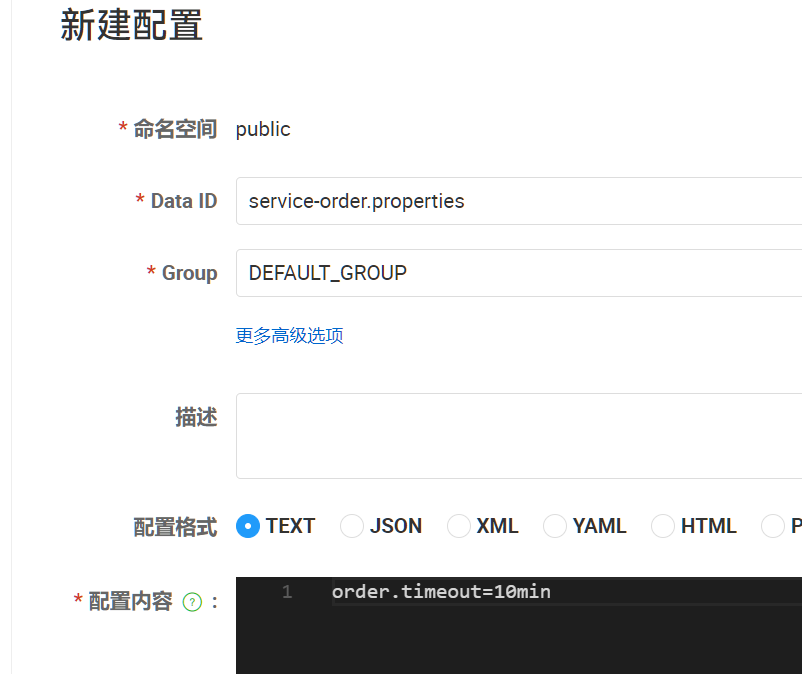 新建配置
* 命名空间 public
* Data ID service-order.properties
* Group DEFAULT_GROUP
更多高级选项
描述
配置格式 TEXT JSON XML YAML HTML P
* 配置内容 ? : 1 order.timeout=10min